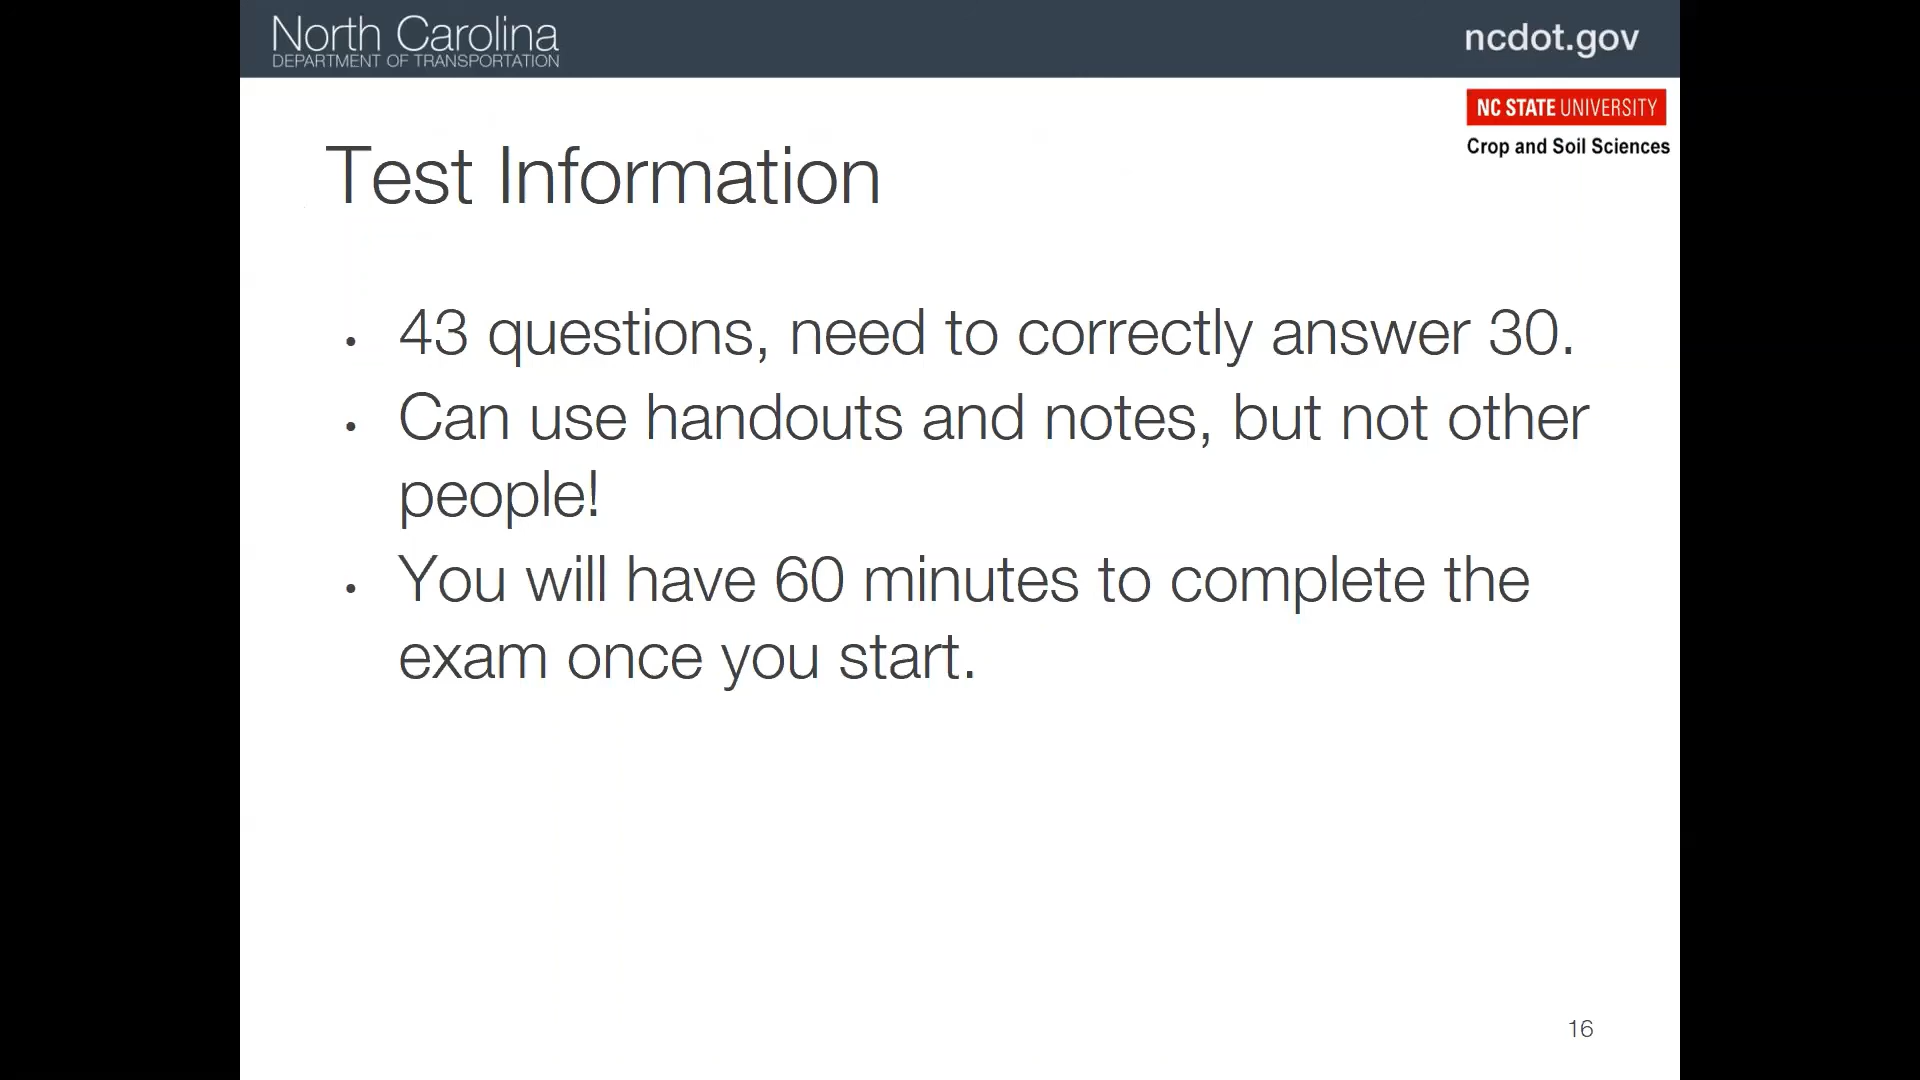 North Carolina
DEPARTMENT OF TRANSPORTATION
ncdot.gov
NC STATE UNIVERSITY
Crop and Soil Sciences
Test Information
• 43 questions, need to correctly answer 30.
• Can use handouts and notes, but not other
people!
• You will have 60 minutes to complete the
exam once you start.
16